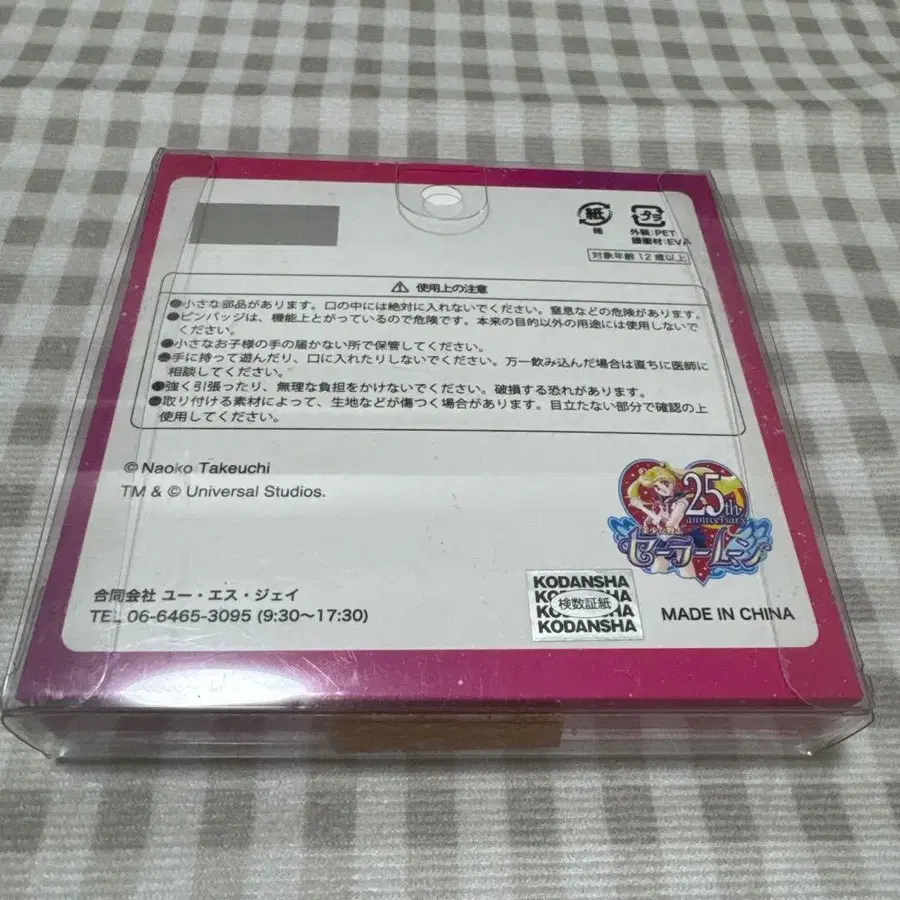 紙
箱
プラ
外装:PET
緩衝材:EVA
対象年齢 12 歳以上
⚠ 使用上の注意
●小さな部品があります。口の中には絶対に入れないでください。窒息などの危険があります。
●ピンバッジは、機能上とがっているので危険です。本来の目的以外の用途には使用しないで
ください。
●小さなお子様の手の届かない所で保管してください。
●手に持って遊んだり、口に入れたりしないでください。万一飲み込んだ場合は直ちに医師に
相談してください。
●強く引張ったり、無理な負担をかけないでください。破損する恐れがあります。
●取り付ける素材によって、生地などが傷つく場合があります。目立たない部分で確認の上
使用してください。
© Naoko Takeuchi
TM & © Universal Studios.
25th
anniversary
セーラームーン
合同会社 ユー・エス・ジェイ
TEL 06-6465-3095 (9:30〜17:30)
KODANSHA
KODANSHA
検数証紙
KODANSHA
KODANSHA
MADE IN CHINA